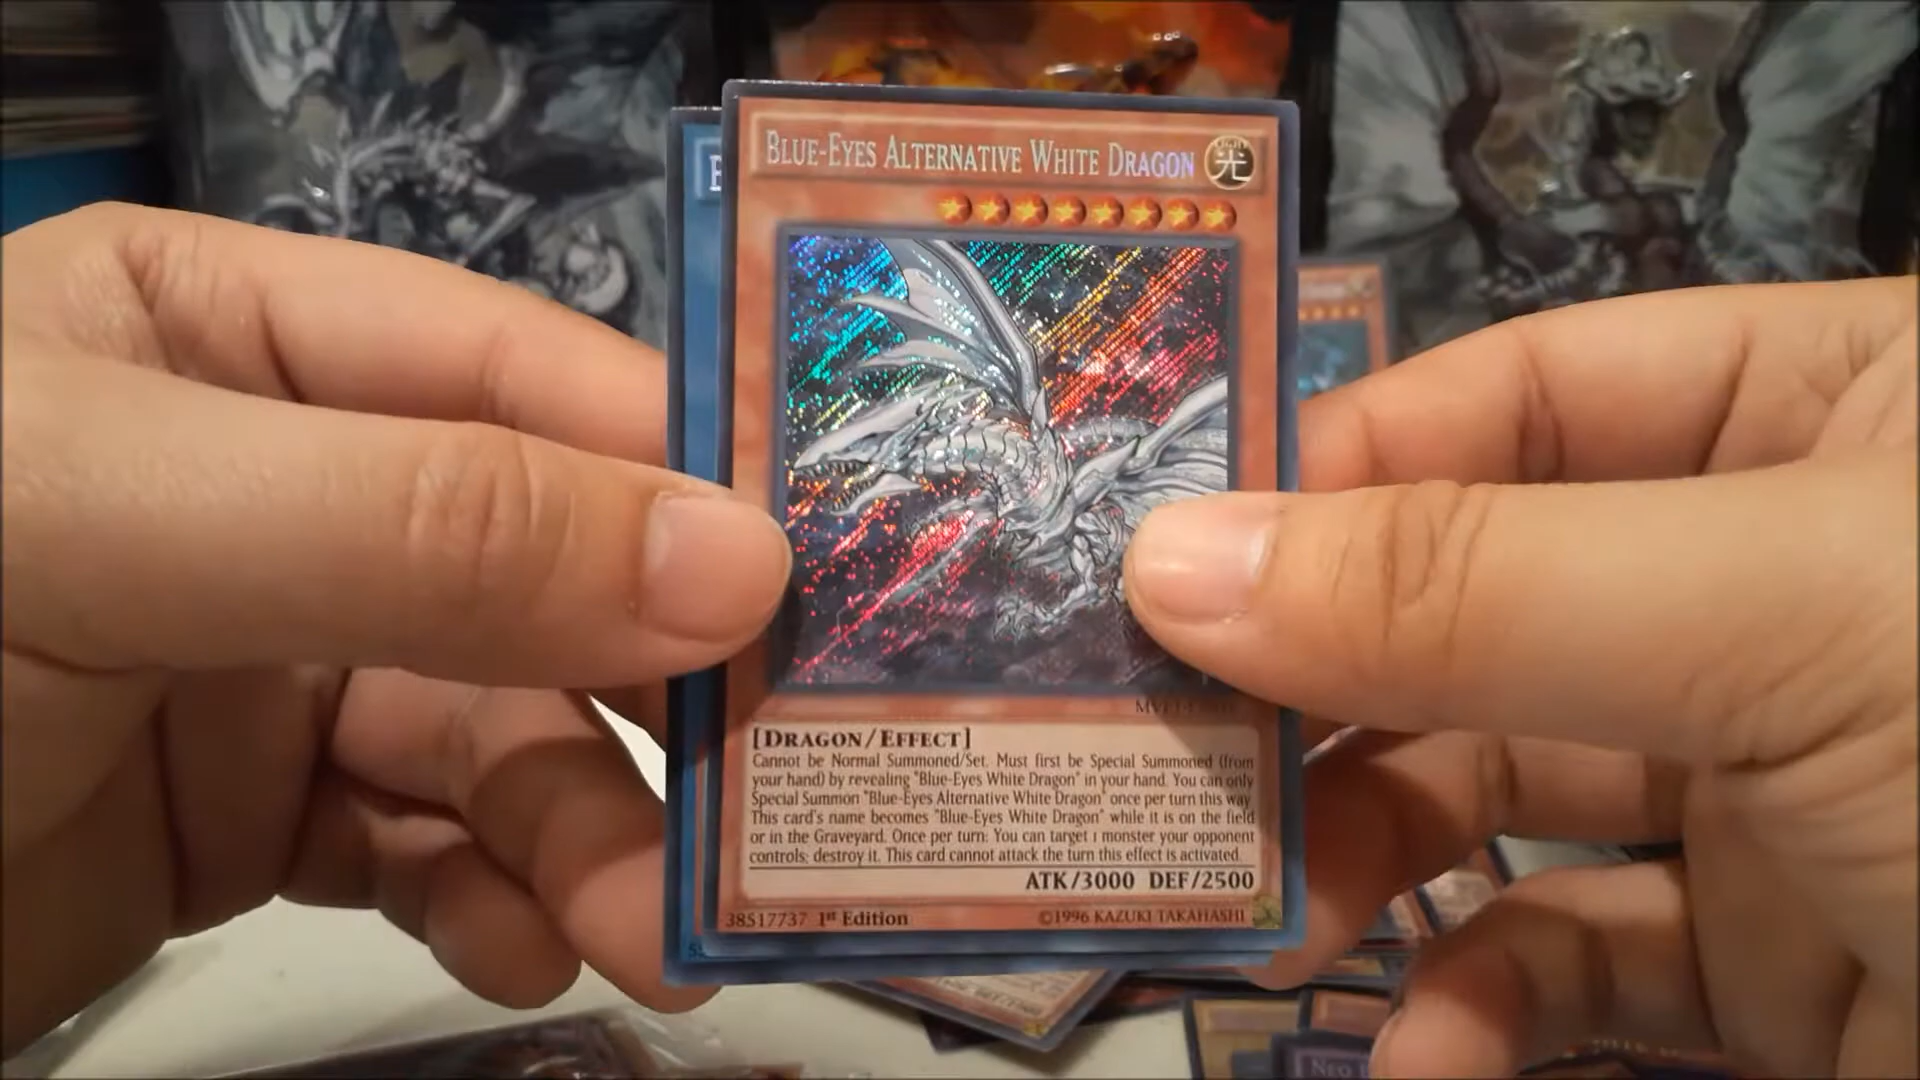 BLUE-EYES ALTERNATIVE WHITE DRAGON
LIGHT
光
[DRAGON/EFFECT]
Cannot be Normal Summoned/Set. Must first be Special Summoned (from
your hand) by revealing "Blue-Eyes White Dragon" in your hand. You can only
Special Summon "Blue-Eyes Alternative White Dragon" once per turn this way.
This card's name becomes "Blue-Eyes White Dragon" while it is on the field
or in the Graveyard. Once per turn: You can target 1 monster your opponent
controls; destroy it. This card cannot attack the turn this effect is activated.
ATK/3000 DEF/2500
38517737 1st Edition
©1996 KAZUKI TAKAHASHI
NEO